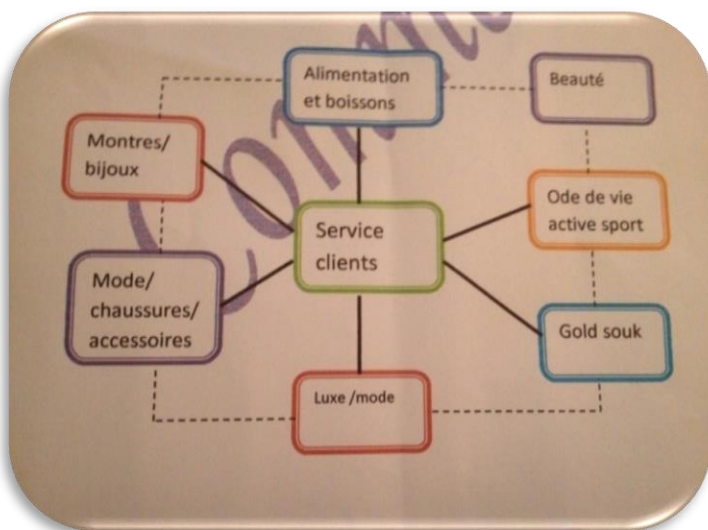 Alimentation
et boissons
Beauté
Montres/
bijoux
Ode de vie
active sport
Service
clients
Mode/
chaussures/
accessoires
Gold souk
Luxe /mode